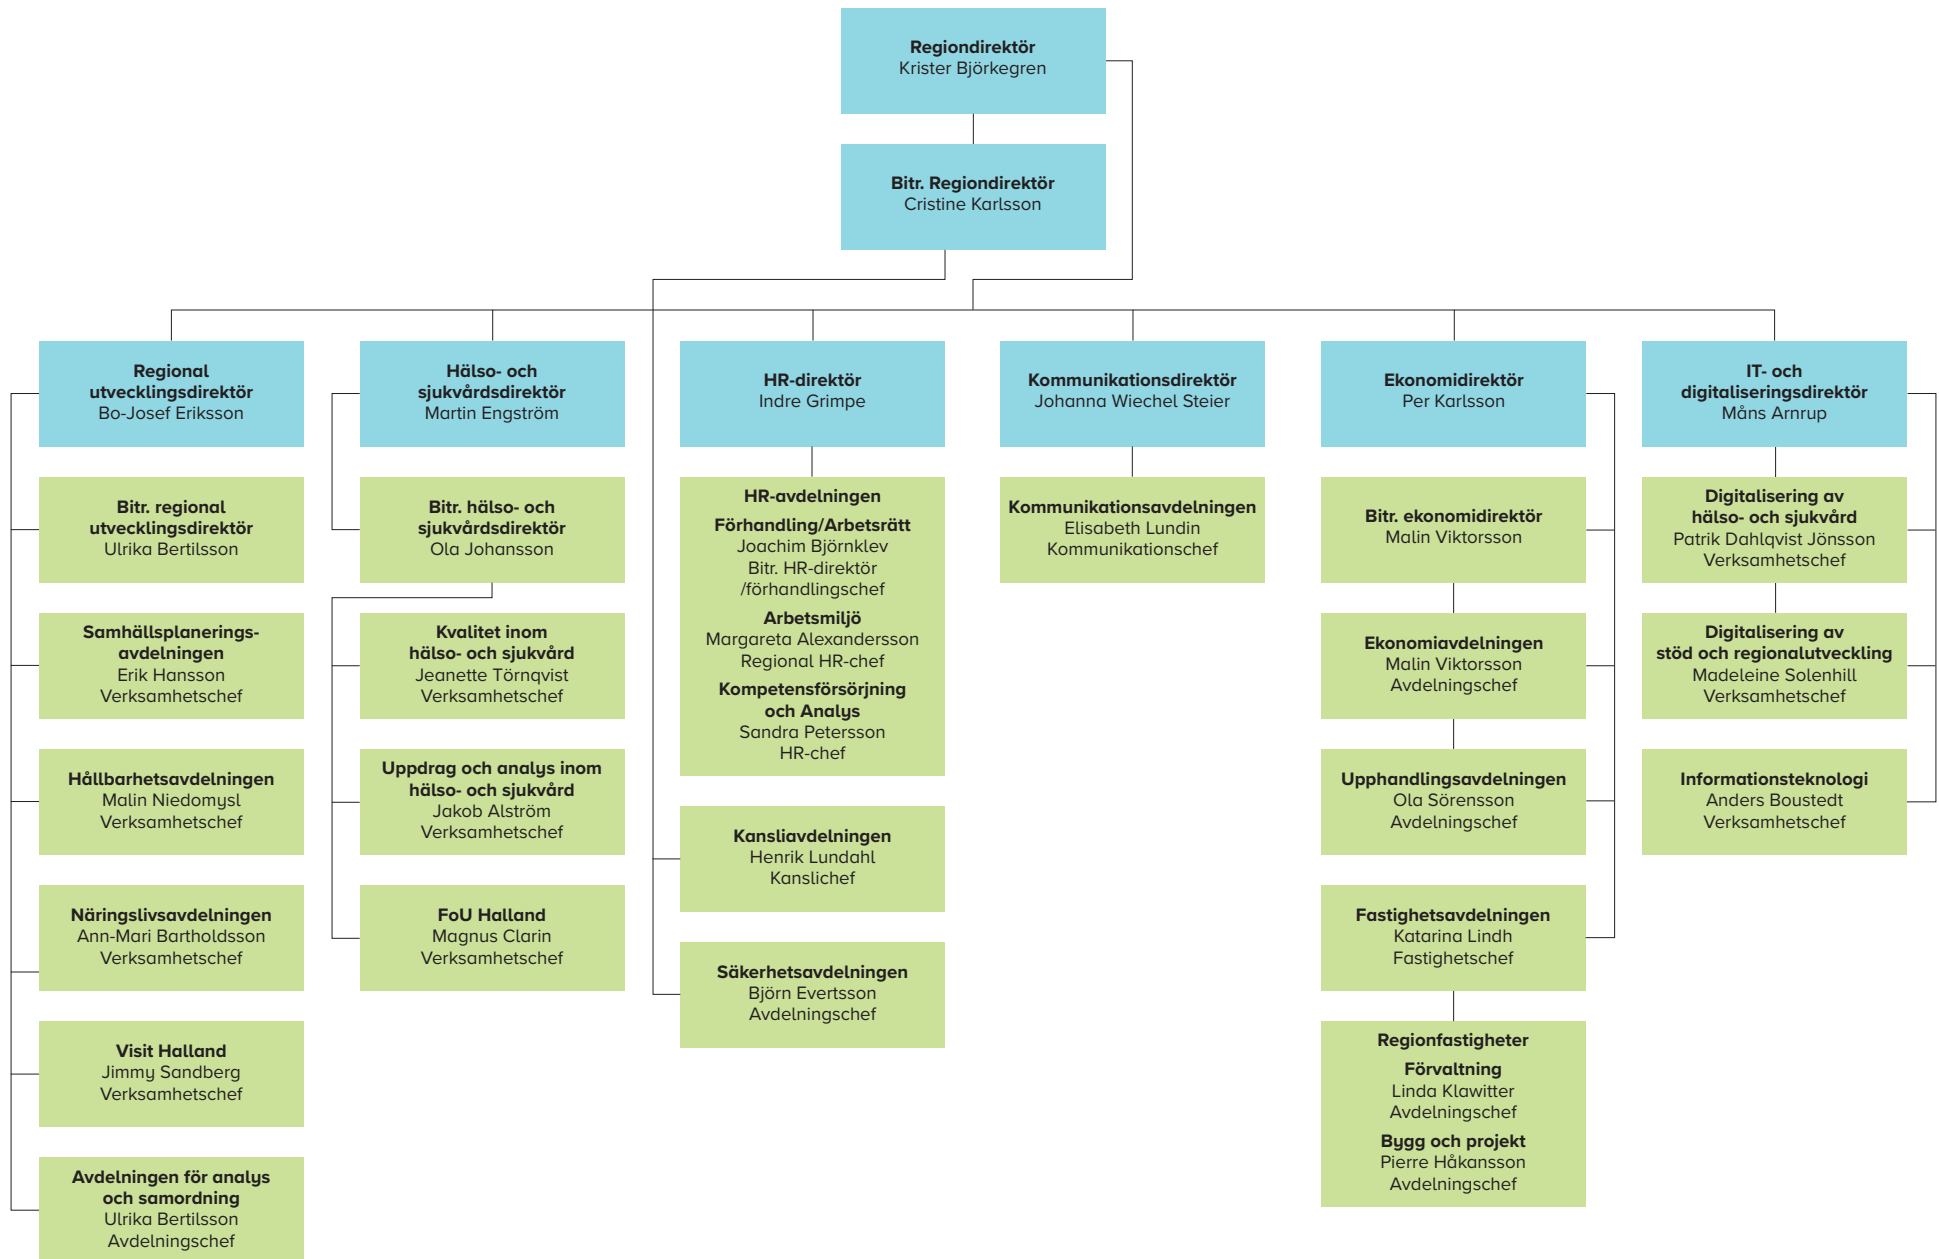 Regiondirektör
Krister Björkegren
Bitr. Regiondirektör
Cristine Karlsson
Regional
utvecklingsdirektör
Bo-Josef Eriksson
Bitr. regional
utvecklingsdirektör
Ulrika Bertilsson
Samhällsplanerings-
avdelningen
Erik Hansson
Verksamhetschef
Hållbarhetsavdelningen
Malin Niedomysl
Verksamhetschef
Näringslivsavdelningen
Ann-Mari Bartholdsson
Verksamhetschef
Visit Halland
Jimmy Sandberg
Verksamhetschef
Avdelningen för analys
och samordning
Ulrika Bertilsson
Avdelningschef
Hälso- och
sjukvårdsdirektör
Martin Engström
Bitr. hälso- och
sjukvårdsdirektör
Ola Johansson
Kvalitet inom
hälso- och sjukvård
Jeanette Törnqvist
Verksamhetschef
Uppdrag och analys inom
hälso- och sjukvård
Jakob Alström
Verksamhetschef
FoU Halland
Magnus Clarin
Verksamhetschef
HR-direktör
Indre Grimpe
HR-avdelningen
Förhandling/Arbetsrätt
Joachim Björnklev
Bitr. HR-direktör
/förhandlingschef
Arbetsmiljö
Margareta Alexandersson
Regional HR-chef
Kompetensförsörjning
och Analys
Sandra Petersson
HR-chef
Kansliavdelningen
Henrik Lundahl
Kanslichef
Säkerhetsavdelningen
Björn Evertsson
Avdelningschef
Kommunikationsdirektör
Johanna Wiechel Steier
Kommunikationsavdelningen
Elisabeth Lundin
Kommunikationschef
Ekonomidirektör
Per Karlsson
Bitr. ekonomidirektör
Malin Viktorsson
Ekonomiavdelningen
Malin Viktorsson
Avdelningschef
Upphandlingsavdelningen
Ola Sörensson
Avdelningschef
Fastighetsavdelningen
Katarina Lindh
Fastighetschef
Regionfastigheter
Förvaltning
Linda Klawitter
Avdelningschef
Bygg och projekt
Pierre Håkansson
Avdelningschef
IT- och
digitaliseringsdirektör
Måns Arnrup
Digitalisering av
hälso- och sjukvård
Patrik Dahlqvist Jönsson
Verksamhetschef
Digitalisering av
stöd och regionalutveckling
Madeleine Solenhill
Verksamhetschef
Informationsteknologi
Anders Boustedt
Verksamhetschef